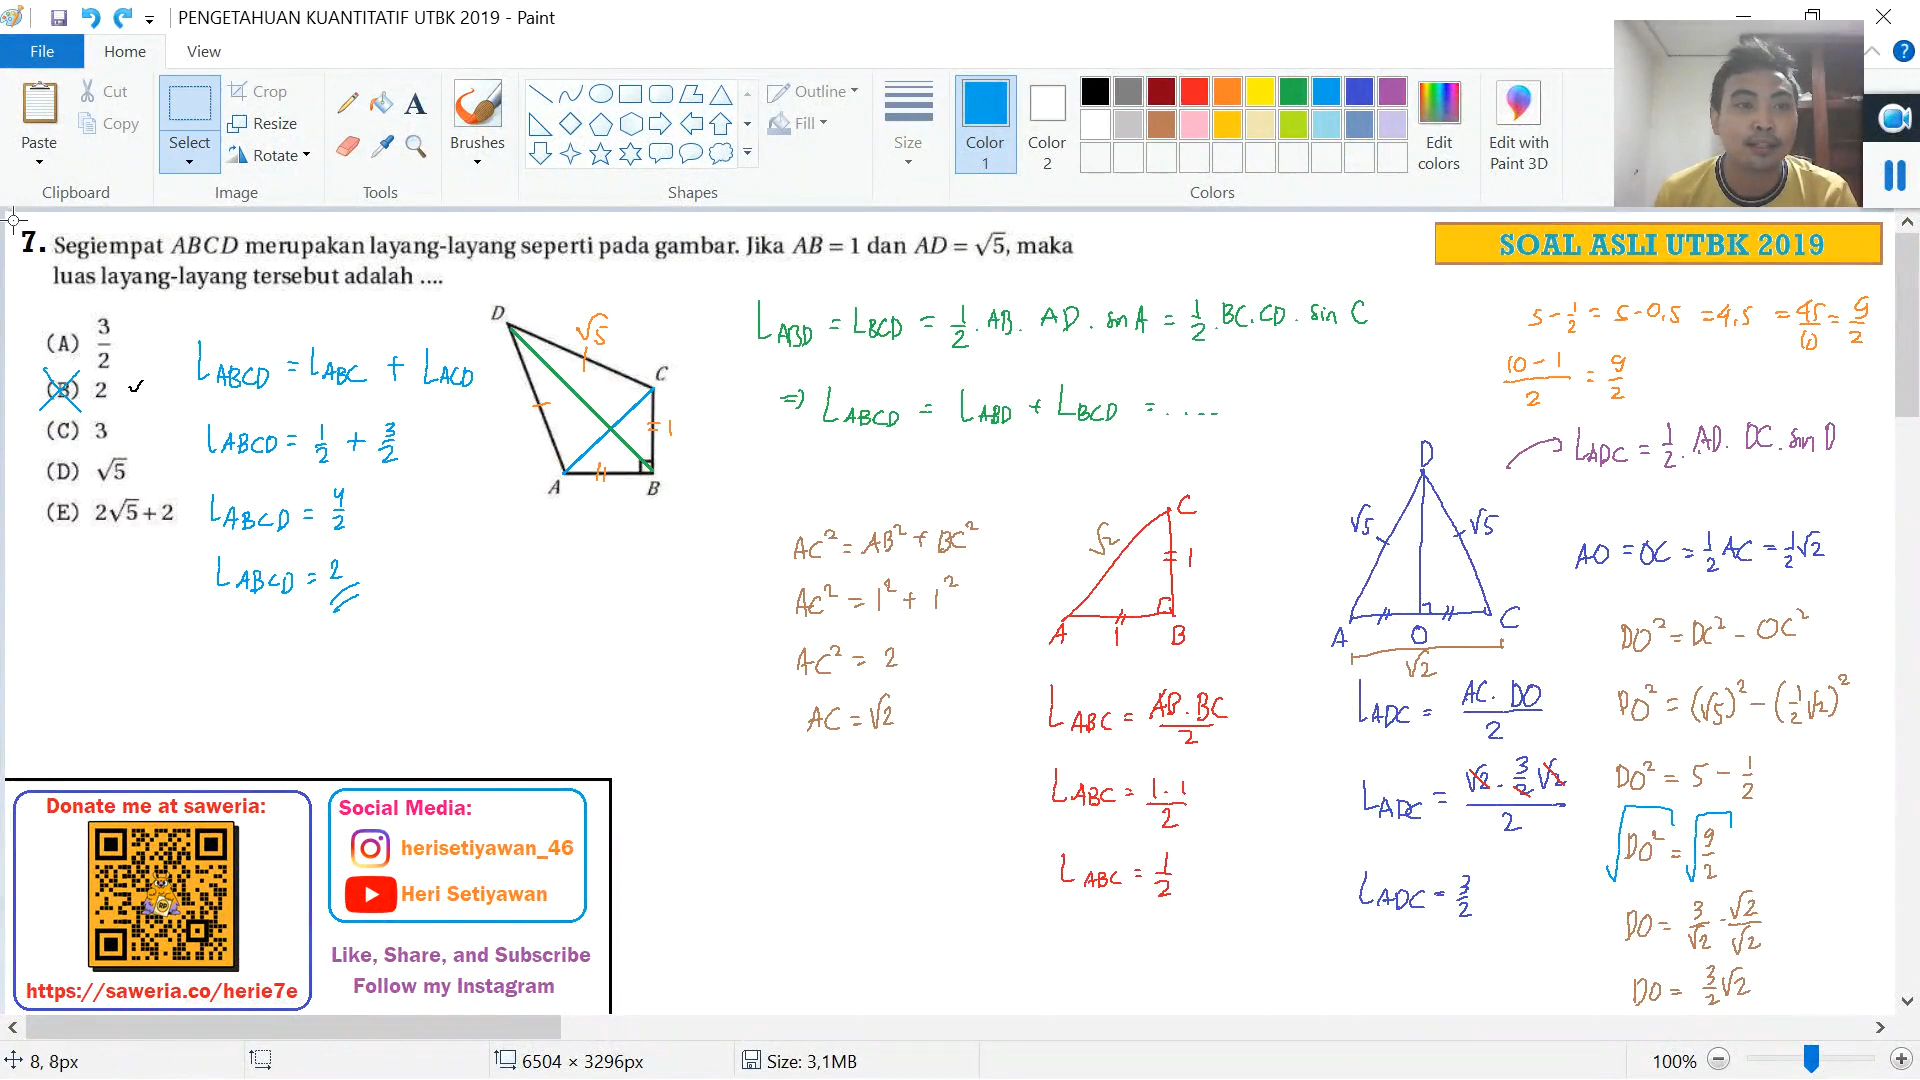 PENGETAHUAN KUANTITATIF UTBK 2019 - Paint
File Home View
Paste Cut Copy Clipboard
Select Crop Resize Rotate Image
Tools
Brushes
Outline Fill Shapes
Size
Color 1 Color 2 Edit colors Colors
Edit with Paint 3D
7. Segiempat ABCD merupakan layang-layang seperti pada gambar. Jika AB = 1 dan AD = √5, maka
luas layang-layang tersebut adalah ....
SOAL ASLI UTBK 2019
(A) 3/2
(B) 2
(C) 3
(D) √5
(E) 2√5 + 2
L ABCD = L ABC + L ACD
L ABCD = 1/2 + 3/2
L ABCD = 4/2
L ABCD = 2
D √5 C 1 A B
L ABD = L BCD = 1/2 . AB . AD . sin A = 1/2 . BC . CD . sin C
=> L ABCD = L ABD + L BCD = .....
5 - 1/2 = 5 - 0.5 = 4.5 = 45/10 = 9/2
10 - 1/2 = 9/2
L ADC = 1/2 . AD . DC . sin D
AC² = AB² + BC²
AC² = 1² + 1²
AC² = 2
AC = √2
C √2 1 A 1 B
L ABC = AB . BC/2
L ABC = 1 . 1/2
L ABC = 1/2
D √5 √5 A O C √2
L ADC = AC . DO/2
L ADC = √2 . 3/2 √2/2
L ADC = 3/2
AO = OC = 1/2 AC = 1/2 √2
DO² = DC² - OC²
DO² = (√5)² - (1/2 √2)²
DO² = 5 - 1/2
√DO² = √9/2
DO = 3/√2 . √2/√2
DO = 3/2 √2
Donate me at saweria:
https://saweria.co/herie7e
Social Media:
herisetiyawan_46
Heri Setiyawan
Like, Share, and Subscribe
Follow my Instagram
8, 8px 6504 × 3296px Size: 3,1MB 100%